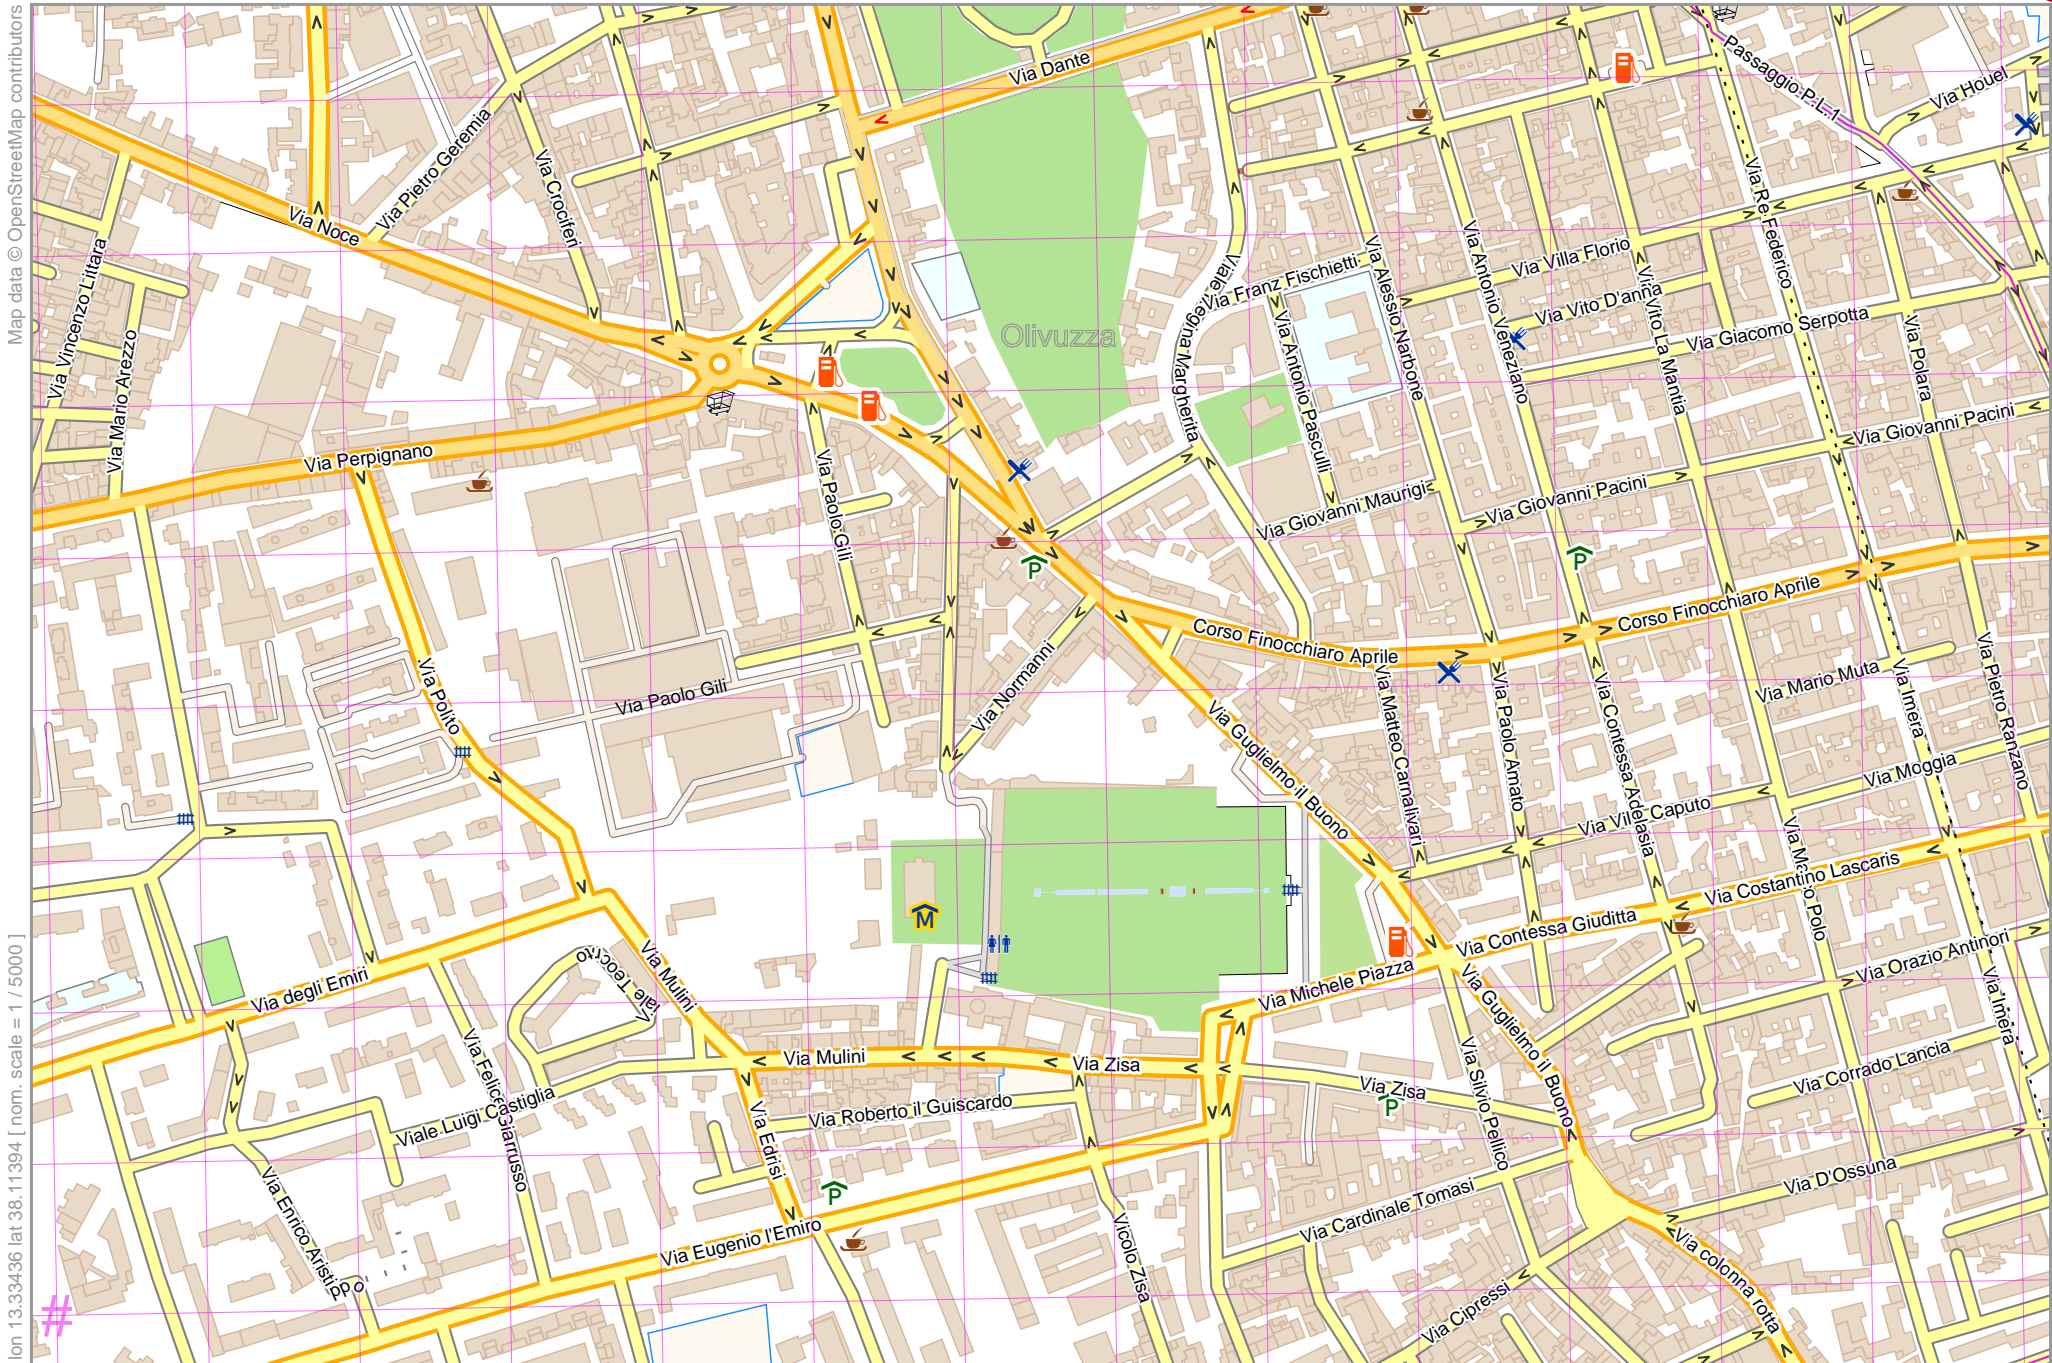 Map data © OpenStreetMap contributors
lon 13.33436 lat 38.11394 [ nom. scale = 1 / 5000 ]
Via Dante
Passaggio P.L.1
Via Houel
Via Pietro Geremia
Via Crociferi
Via Noce
Via Re Federico
Via Vincenzo Littara
Viale Regina Margherita
Via Franz Fischietti
Via Alessio Narbone
Via Antonio Veneziano
Via Villa Florio
Via Vito D'anna
Via Vito La Mantia
Via Giacomo Serpotta
Via Polara
Olivuzza
Via Mario Arezzo
Via Antonio Pasculli
Via Giovanni Pacini
Via Perpignano
Via Paolo Gili
Via Giovanni Maurigi
Via Giovanni Pacini
P
P
Corso Finocchiaro Aprile
Corso Finocchiaro Aprile
Via Polito
Via Paolo Gili
Via Normanni
Via Matteo Carnalivari
Via Paolo Amato
Via Contessa Adelasia
Via Mario Muta
Via Imera
Via Pietro Ranzano
Via Guglielmo il Buono
Via Moggia
Via Villa Caputo
Via Marco Polo
Via Costantino Lascaris
M
Via Contessa Giuditta
Via Orazio Antinori
Viale Teocrito
Via Mulini
Via degli Emiri
Via Michele Piazza
Via Guglielmo il Buono
Via Imera
Via Felice Giarrusso
Via Mulini
Via Zisa
Via Zisa
P
Via Silvio Pellico
Via Corrado Lancia
Viale Luigi Castiglia
Via Roberto il Guiscardo
Via Edrisi
Via D'Ossuna
Via Enrico Aristippo
P
Via Cardinale Tomasi
Via Eugenio l'Emiro
Vicolo Zisa
Via colonna rotta
Via Cipressi
#